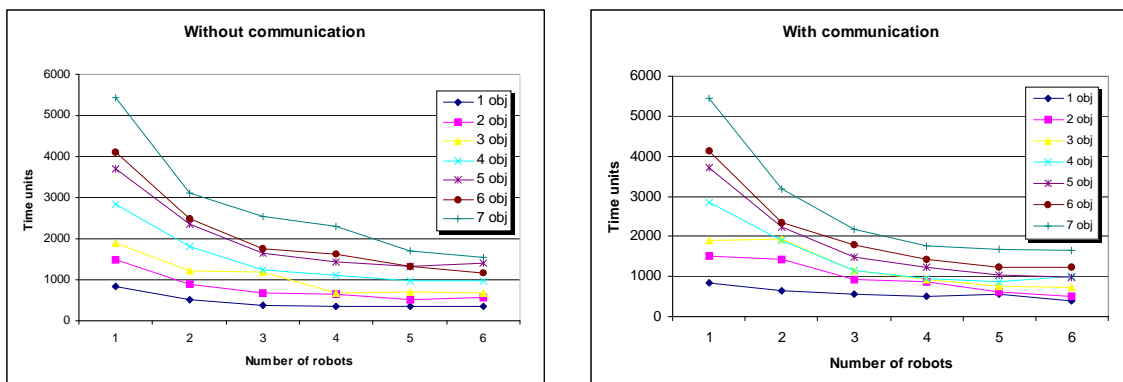 Without communication
6000
5000
4000
3000
2000
1000
0
Time units
1 2 3 4 5 6
Number of robots
1 obj
2 obj
3 obj
4 obj
5 obj
6 obj
7 obj
With communication
6000
5000
4000
3000
2000
1000
0
Time units
1 2 3 4 5 6
Number of robots
1 obj
2 obj
3 obj
4 obj
5 obj
6 obj
7 obj